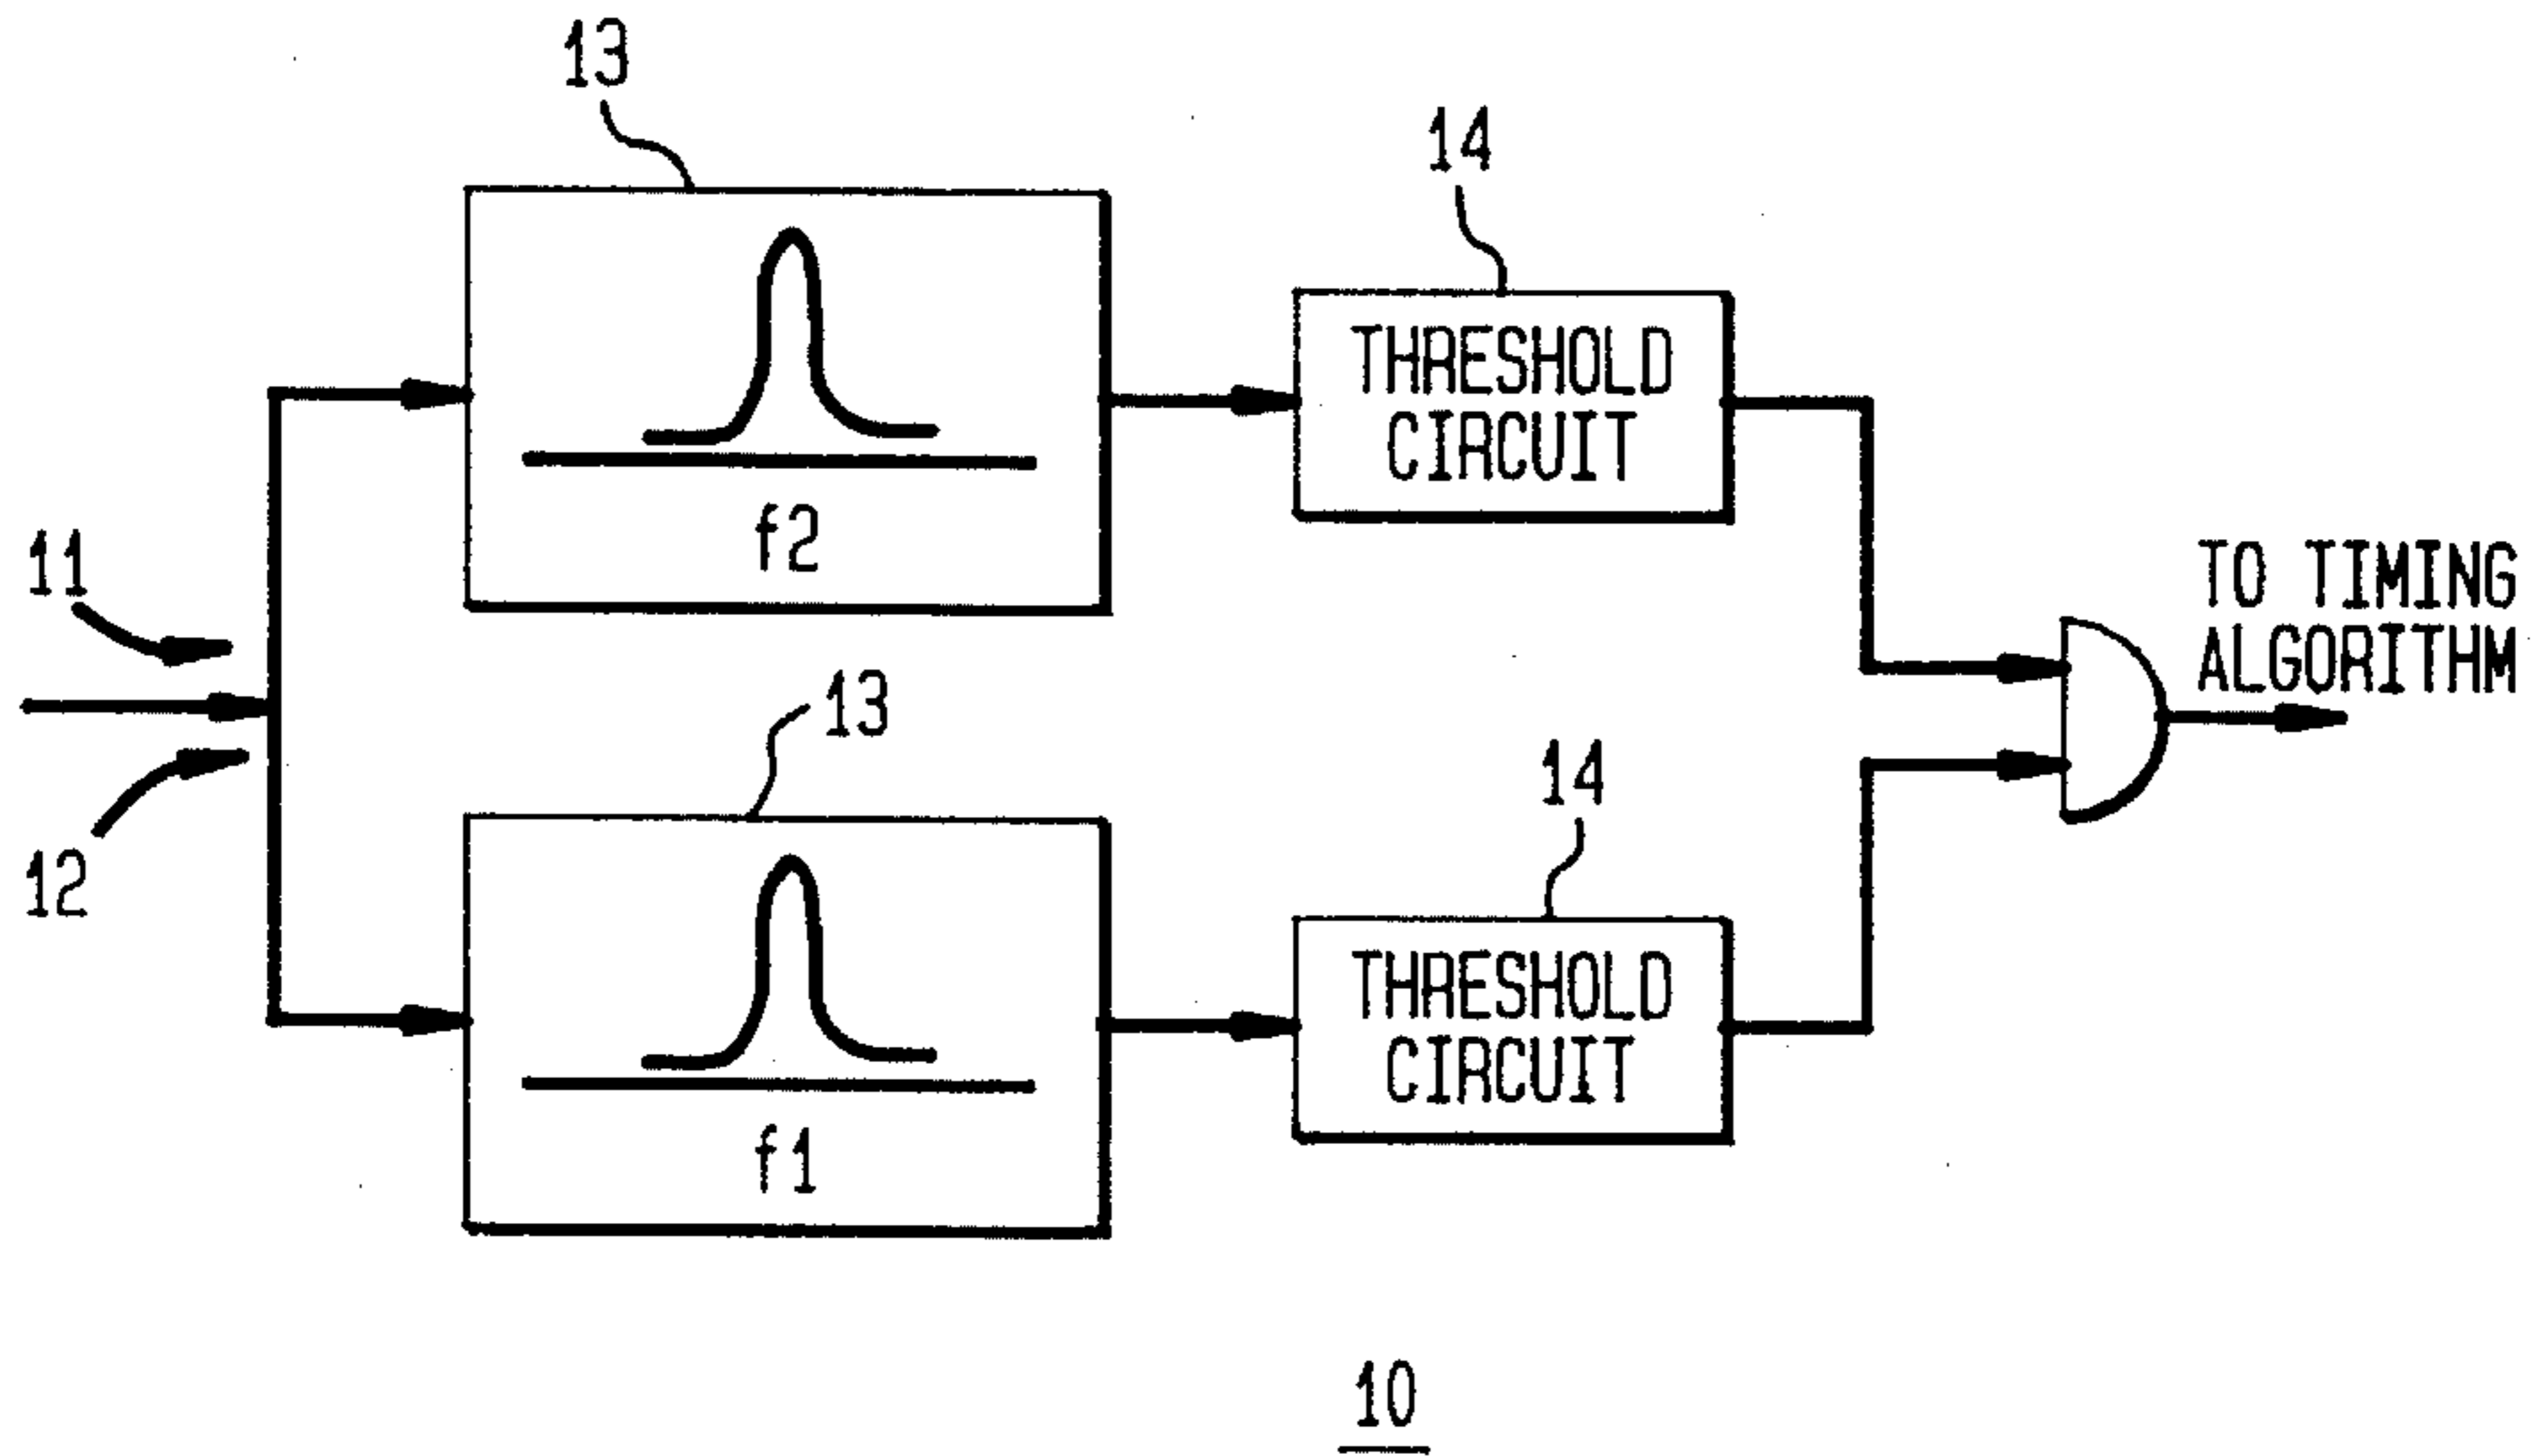 13
14
THRESHOLD
CIRCUIT
f2
11
TO TIMING
ALGORITHM
13
14
12
THRESHOLD
CIRCUIT
f1
10